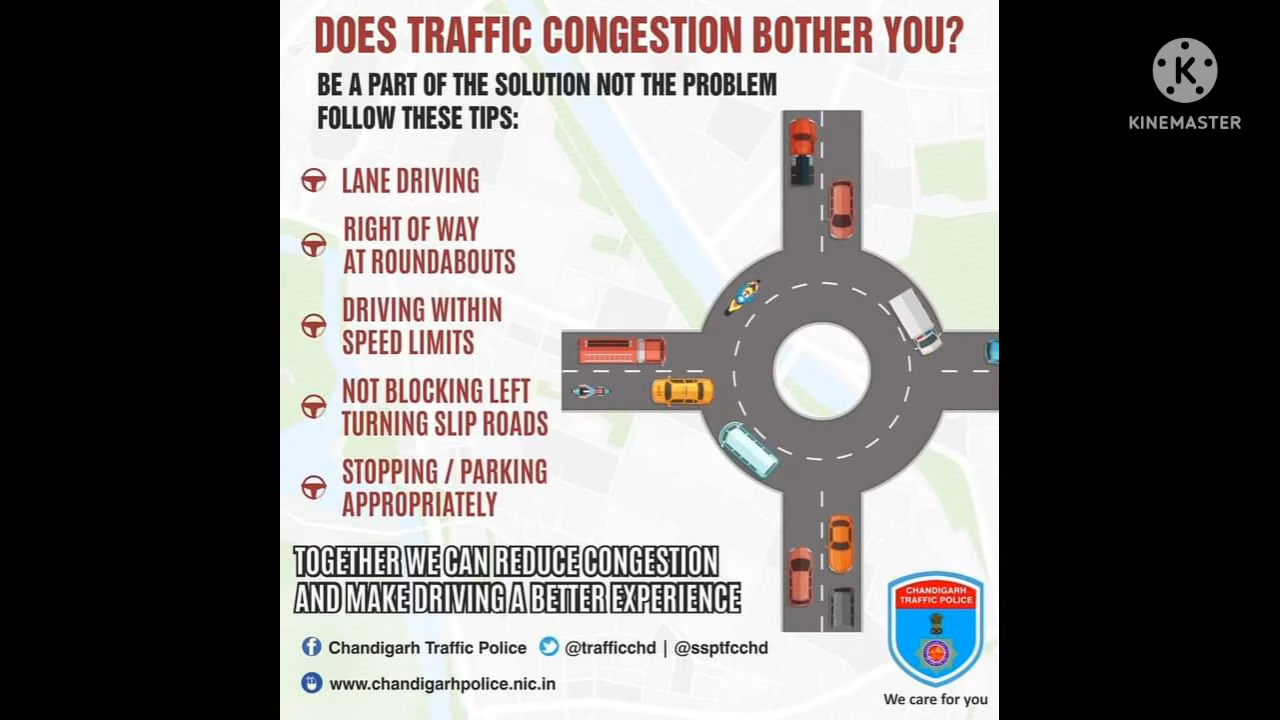 DOES TRAFFIC CONGESTION BOTHER YOU?
BE A PART OF THE SOLUTION NOT THE PROBLEM
FOLLOW THESE TIPS:
LANE DRIVING
RIGHT OF WAY
AT ROUNDABOUTS
DRIVING WITHIN
SPEED LIMITS
NOT BLOCKING LEFT
TURNING SLIP ROADS
STOPPING / PARKING
APPROPRIATELY
TOGETHER WE CAN REDUCE CONGESTION
AND MAKE DRIVING A BETTER EXPERIENCE
Chandigarh Traffic Police @trafficchd | @ssptfcchd
www.chandigarhpolice.nic.in
CHANDIGARH
TRAFFIC POLICE
We care for you
K
KINEMASTER